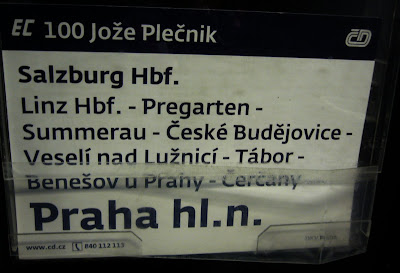 EC 100 Jože Plečnik ČD
Salzburg Hbf.
Linz Hbf. - Pregarten -
Summerau - České Budějovice -
Veselí nad Lužnicí - Tábor -
Benešov u Prahy - Čerčany
Praha hl.n.
www.cd.cz 840 112 113